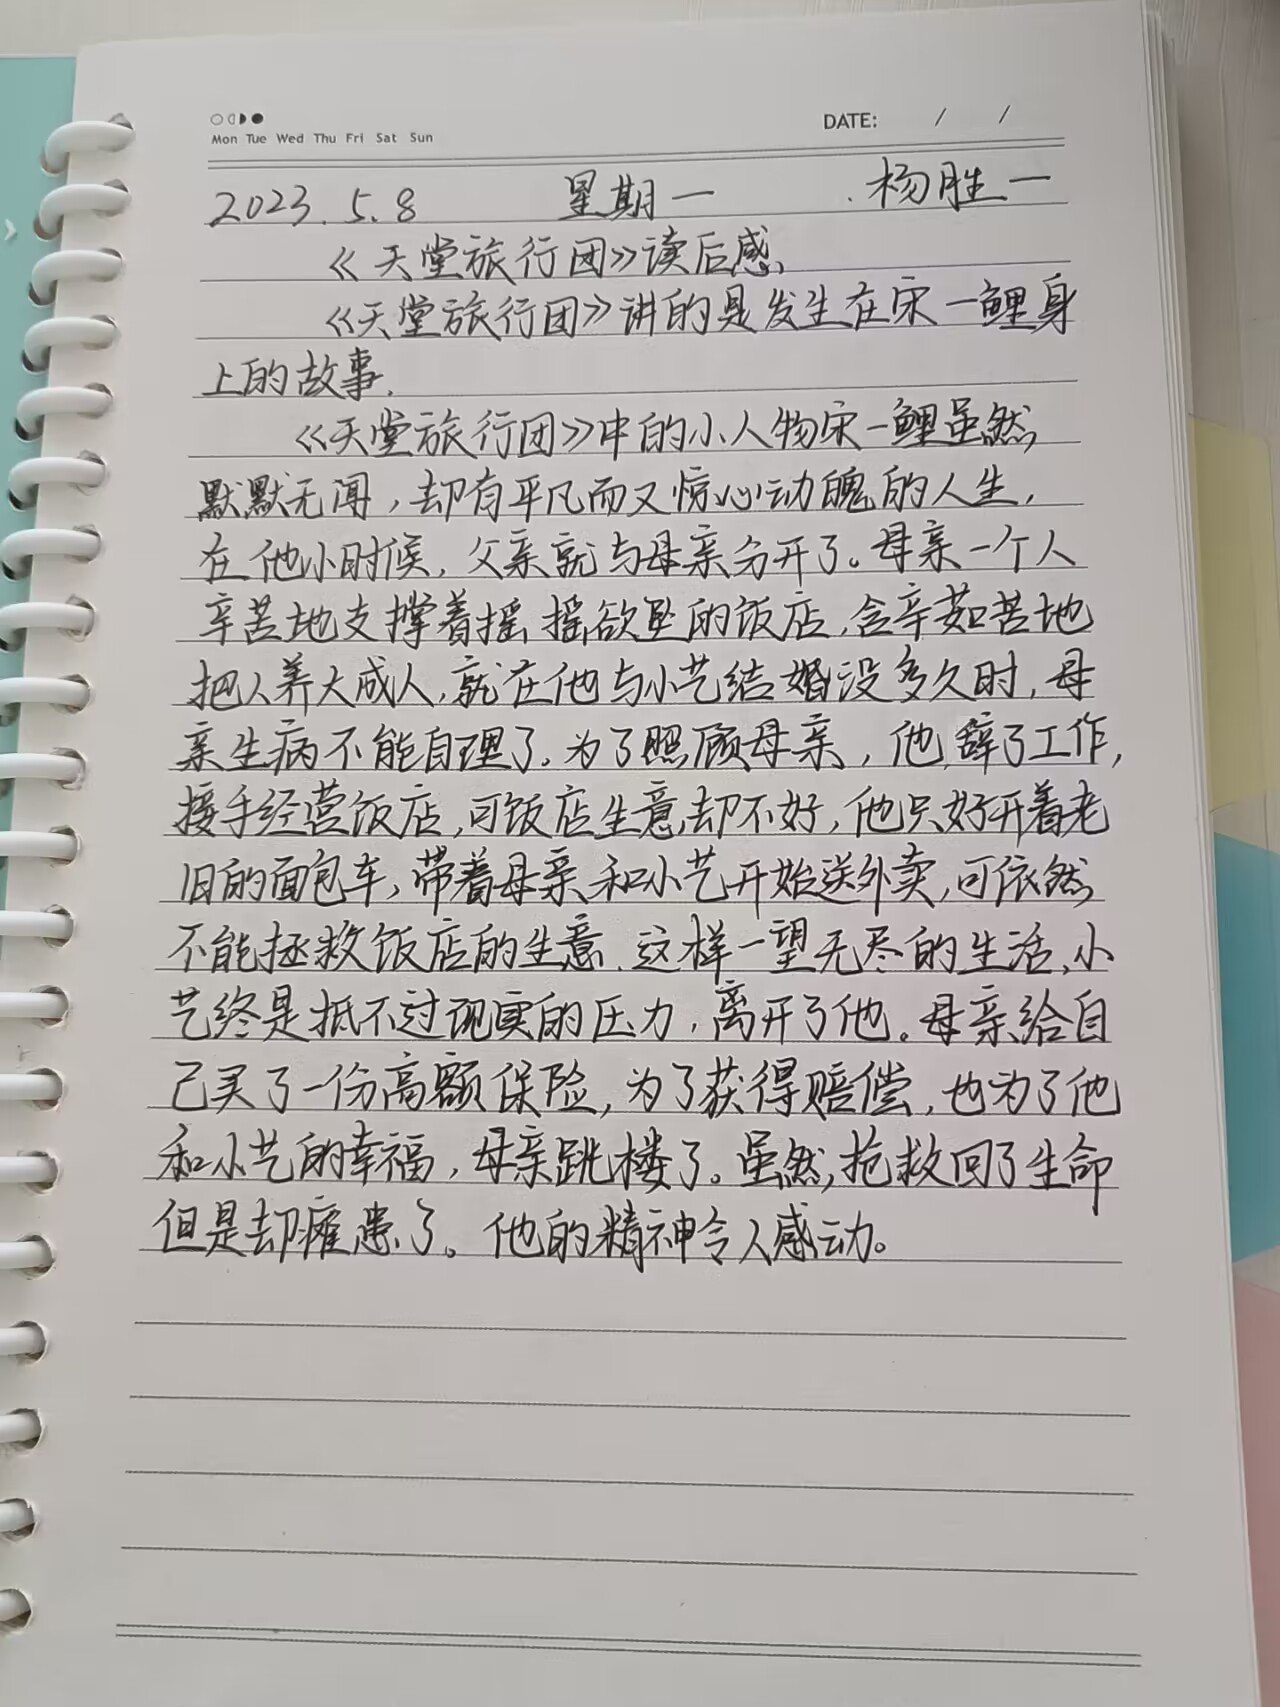 Mon Tue Wed Thu Fri Sat Sun
DATE: / /
2023.5.8 星期一 杨胜一
《天堂旅行团》读后感
《天堂旅行团》讲的是发生在宋一鲤身
上的故事.
《天堂旅行团》中的小人物宋一鲤虽然
默默无闻,却有平凡而又惊心动魄的人生,
在他小时候,父亲就与母亲分开了。母亲一个人
辛苦地支撑着摇摇欲坠的饭店,含辛茹苦地
把人养大成人,就在他与小艺结婚没多久时,母
亲生病不能自理了.为了照顾母亲,他辞了工作,
接手经营饭店,可饭店生意却不好,他只好开着老
旧的面包车,带着母亲和小艺开始送外卖,可依然
不能拯救饭店的生意.这样一望无尽的生活,小
艺终是抵不过现实的压力,离开了他。母亲给自
己买了一份高额保险,为了获得赔偿,也为了他
和小艺的幸福,母亲跳楼了。虽然,抢救回了生命
但是却瘫患了。他的精神令人感动。